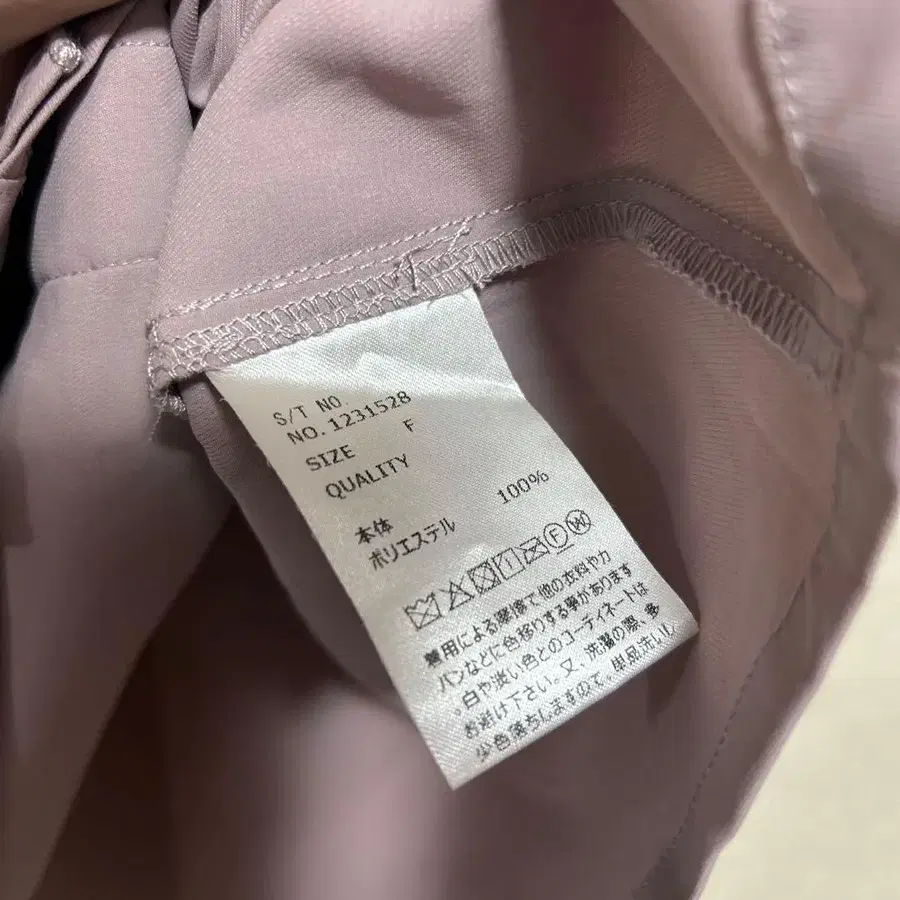 S/T NO.
NO.1231528
SIZE F
QUALITY
本体
ポリエステル 100%
F W
着用による摩擦で他の衣料やカ
バンなどに色移りする事があります
。白や淡い色とのコーディネートは
お避け下さい。又、洗濯の際、多
少色落ちしますので、単品洗いし